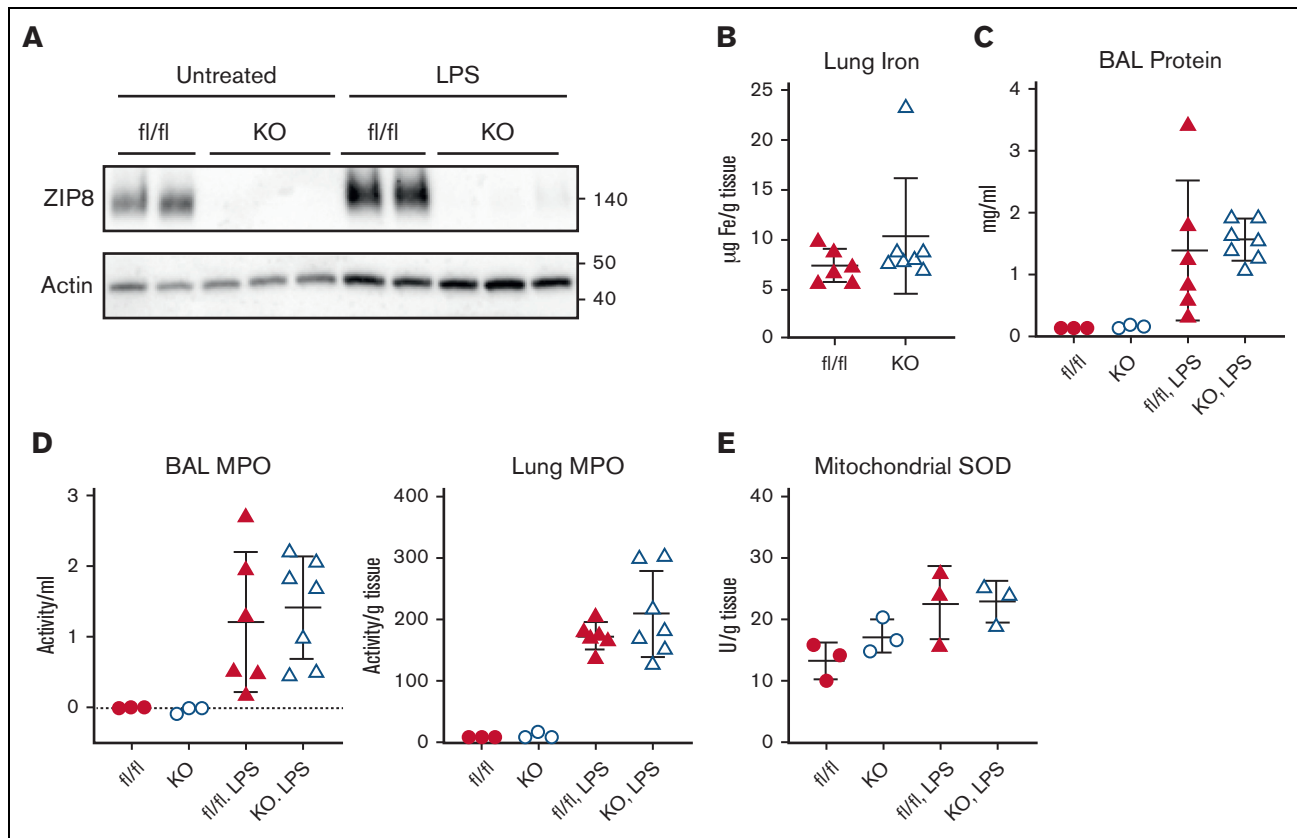 A
Untreated LPS
fl/fl KO fl/fl KO
ZIP8 140
Actin 50
40
B
Lung Iron
µg Fe/g tissue
25
20
15
10
5
0
fl/fl KO
C
BAL Protein
mg/ml
4
3
2
1
0
fl/fl KO fl/fl, LPS KO, LPS
D
BAL MPO
Activity/ml
3
2
1
0
fl/fl KO fl/fl. LPS KO. LPS
Lung MPO
Activity/g tissue
400
300
200
100
0
fl/fl KO fl/fl, LPS KO, LPS
E
Mitochondrial SOD
U/g tissue
40
30
20
10
0
fl/fl KO fl/fl, LPS KO, LPS